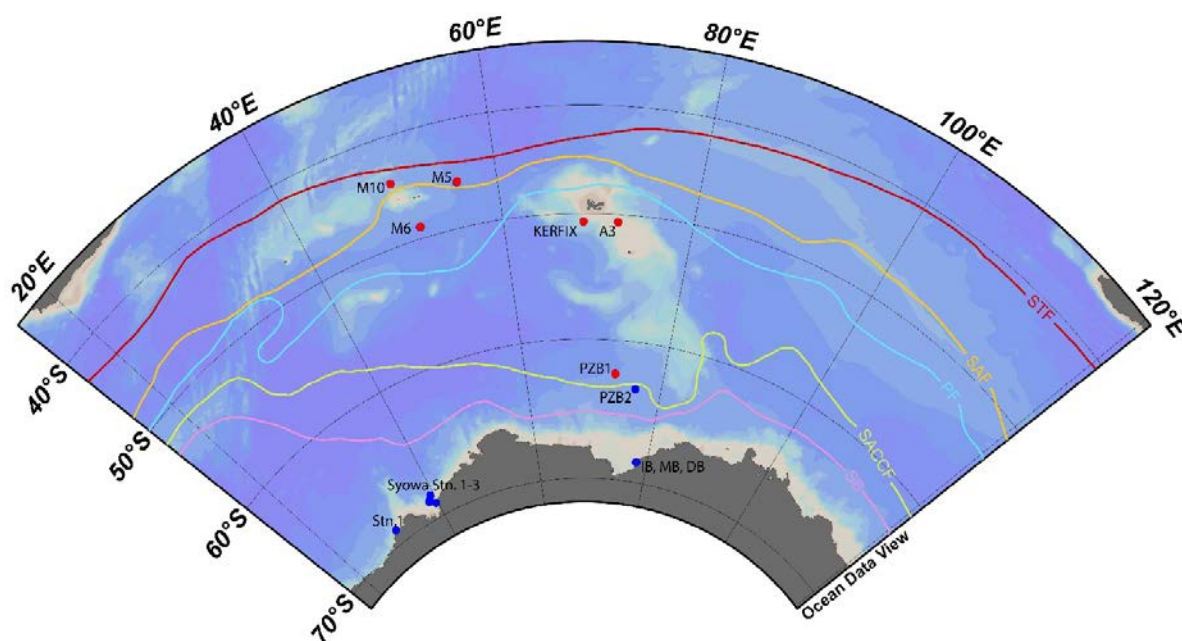 60°E
80°E
40°E
100°E
20°E
120°E
M10
M5
M6
KERFIX
A3
STF
SAF
PF
SACCF
SB
PZB1
PZB2
IB, MB, DB
Syowa Stn. 1-3
Stn.1
40°S
50°S
60°S
70°S
Ocean Data View